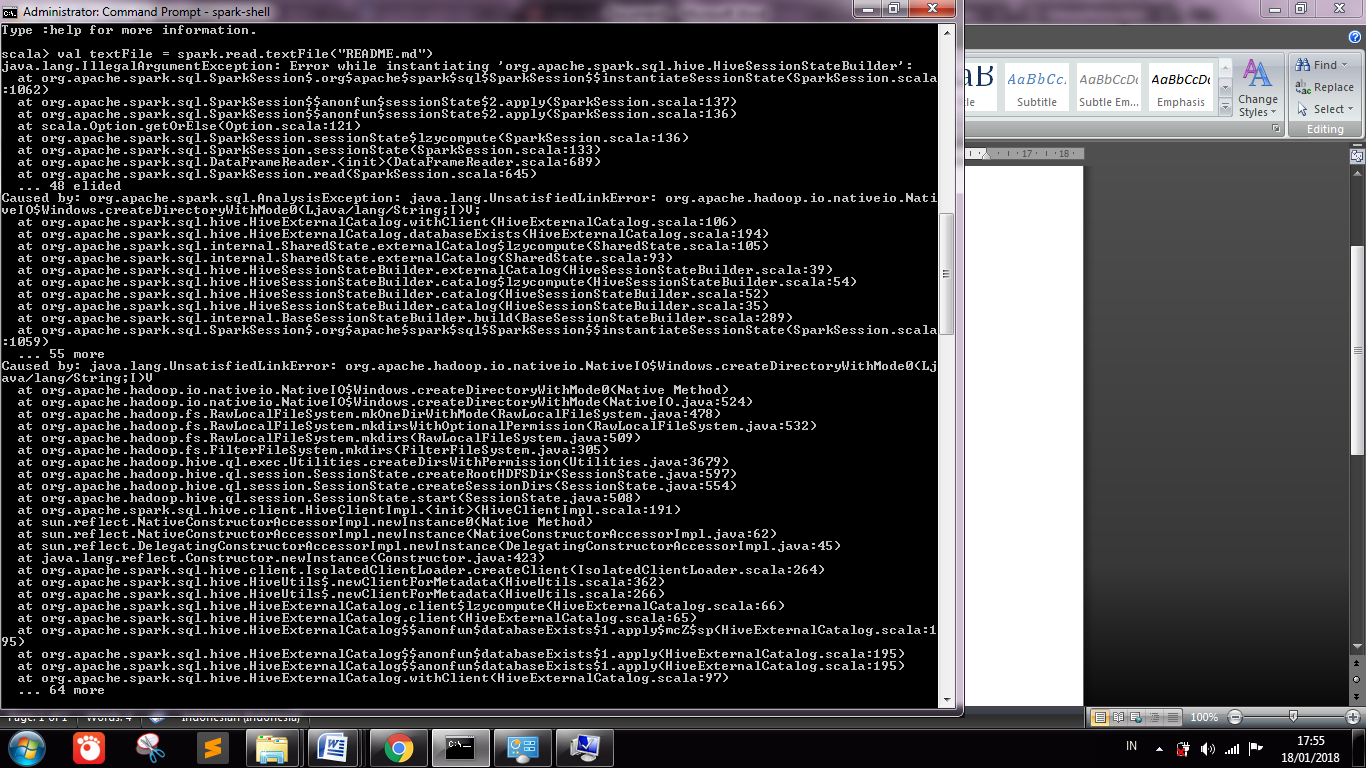 Administrator: Command Prompt - spark-shell
Type :help for more information.
scala> val textFile = spark.read.textFile("README.md")
java.lang.IllegalArgumentException: Error while instantiating 'org.apache.spark.sql.hive.HiveSessionStateBuilder':
at org.apache.spark.sql.SparkSession$.org$apache$spark$sql$SparkSession$$instantiateSessionState(SparkSession.scala
:1062)
at org.apache.spark.sql.SparkSession$$anonfun$sessionState$2.apply(SparkSession.scala:137)
at org.apache.spark.sql.SparkSession$$anonfun$sessionState$2.apply(SparkSession.scala:136)
at scala.Option.getOrElse(Option.scala:121)
at org.apache.spark.sql.SparkSession.sessionState$lzycompute(SparkSession.scala:136)
at org.apache.spark.sql.SparkSession.sessionState(SparkSession.scala:133)
at org.apache.spark.sql.DataFrameReader.<init>(DataFrameReader.scala:689)
at org.apache.spark.sql.SparkSession.read(SparkSession.scala:645)
... 48 elided
Caused by: org.apache.spark.sql.AnalysisException: java.lang.UnsatisfiedLinkError: org.apache.hadoop.io.nativeio.Nati
veIO$Windows.createDirectoryWithMode0(Ljava/lang/String;I)V;
at org.apache.spark.sql.hive.HiveExternalCatalog.withClient(HiveExternalCatalog.scala:106)
at org.apache.spark.sql.hive.HiveExternalCatalog.databaseExists(HiveExternalCatalog.scala:194)
at org.apache.spark.sql.internal.SharedState.externalCatalog$lzycompute(SharedState.scala:105)
at org.apache.spark.sql.internal.SharedState.externalCatalog(SharedState.scala:93)
at org.apache.spark.sql.hive.HiveSessionStateBuilder.externalCatalog(HiveSessionStateBuilder.scala:39)
at org.apache.spark.sql.hive.HiveSessionStateBuilder.catalog$lzycompute(HiveSessionStateBuilder.scala:54)
at org.apache.spark.sql.hive.HiveSessionStateBuilder.catalog(HiveSessionStateBuilder.scala:52)
at org.apache.spark.sql.hive.HiveSessionStateBuilder.catalog(HiveSessionStateBuilder.scala:35)
at org.apache.spark.sql.internal.BaseSessionStateBuilder.build(BaseSessionStateBuilder.scala:289)
at org.apache.spark.sql.SparkSession$.org$apache$spark$sql$SparkSession$$instantiateSessionState(SparkSession.scala
:1059)
... 55 more
Caused by: java.lang.UnsatisfiedLinkError: org.apache.hadoop.io.nativeio.NativeIO$Windows.createDirectoryWithMode0(Lj
ava/lang/String;I)V
at org.apache.hadoop.io.nativeio.NativeIO$Windows.createDirectoryWithMode0(Native Method)
at org.apache.hadoop.io.nativeio.NativeIO$Windows.createDirectoryWithMode(NativeIO.java:524)
at org.apache.hadoop.fs.RawLocalFileSystem.mkOneDirWithMode(RawLocalFileSystem.java:478)
at org.apache.hadoop.fs.RawLocalFileSystem.mkdirsWithOptionalPermission(RawLocalFileSystem.java:532)
at org.apache.hadoop.fs.RawLocalFileSystem.mkdirs(RawLocalFileSystem.java:509)
at org.apache.hadoop.fs.FilterFileSystem.mkdirs(FilterFileSystem.java:305)
at org.apache.hadoop.hive.ql.exec.Utilities.createDirsWithPermission(Utilities.java:3679)
at org.apache.hadoop.hive.ql.session.SessionState.createRootHDFSDir(SessionState.java:597)
at org.apache.hadoop.hive.ql.session.SessionState.createSessionDirs(SessionState.java:554)
at org.apache.hadoop.hive.ql.session.SessionState.start(SessionState.java:508)
at org.apache.spark.sql.hive.client.HiveClientImpl.<init>(HiveClientImpl.scala:191)
at sun.reflect.NativeConstructorAccessorImpl.newInstance0(Native Method)
at sun.reflect.NativeConstructorAccessorImpl.newInstance(NativeConstructorAccessorImpl.java:62)
at sun.reflect.DelegatingConstructorAccessorImpl.newInstance(DelegatingConstructorAccessorImpl.java:45)
at java.lang.reflect.Constructor.newInstance(Constructor.java:423)
at org.apache.spark.sql.hive.client.IsolatedClientLoader.createClient(IsolatedClientLoader.scala:264)
at org.apache.spark.sql.hive.HiveUtils$.newClientForMetadata(HiveUtils.scala:362)
at org.apache.spark.sql.hive.HiveUtils$.newClientForMetadata(HiveUtils.scala:266)
at org.apache.spark.sql.hive.HiveExternalCatalog.client$lzycompute(HiveExternalCatalog.scala:66)
at org.apache.spark.sql.hive.HiveExternalCatalog.client(HiveExternalCatalog.scala:65)
at org.apache.spark.sql.hive.HiveExternalCatalog$$anonfun$databaseExists$1.apply$mcZ$sp(HiveExternalCatalog.scala:1
95)
at org.apache.spark.sql.hive.HiveExternalCatalog$$anonfun$databaseExists$1.apply(HiveExternalCatalog.scala:195)
at org.apache.spark.sql.hive.HiveExternalCatalog$$anonfun$databaseExists$1.apply(HiveExternalCatalog.scala:195)
at org.apache.spark.sql.hive.HiveExternalCatalog.withClient(HiveExternalCatalog.scala:97)
... 64 more
AaBbCc. AaBbCcDc AaBbCcDc
Subtitle Subtle Em... Emphasis
Change
Styles
Find
Replace
Select
Editing
17 18
Page: 1 of 1 Words: 4 Indonesian (Indonesia)
100%
IN
17:55
18/01/2018